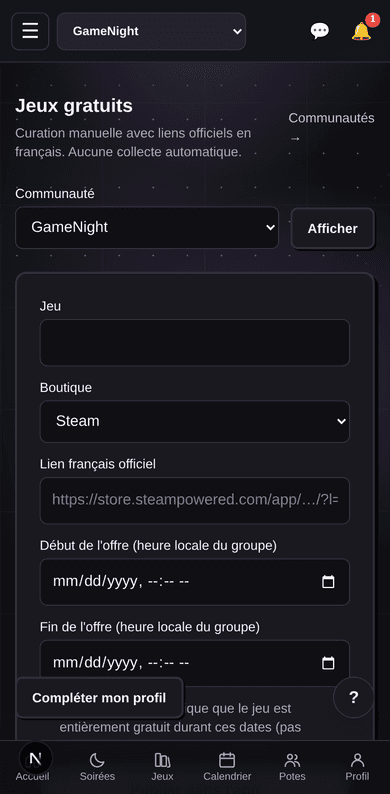 GameNight
1
Jeux gratuits
Curation manuelle avec liens officiels en
français. Aucune collecte automatique.
Communautés
→
Communauté
GameNight
Afficher
Jeu
Boutique
Steam
Lien français officiel
https://store.steampowered.com/app/…/?l=
Début de l'offre (heure locale du groupe)
mm/dd/yyyy, --:-- --
Fin de l'offre (heure locale du groupe)
mm/dd/yyyy, --:-- --
que que le jeu est
entièrement gratuit durant ces dates (pas
Compléter mon profil
?
N
Accueil
Soirées
Jeux
Calendrier
Potes
Profil